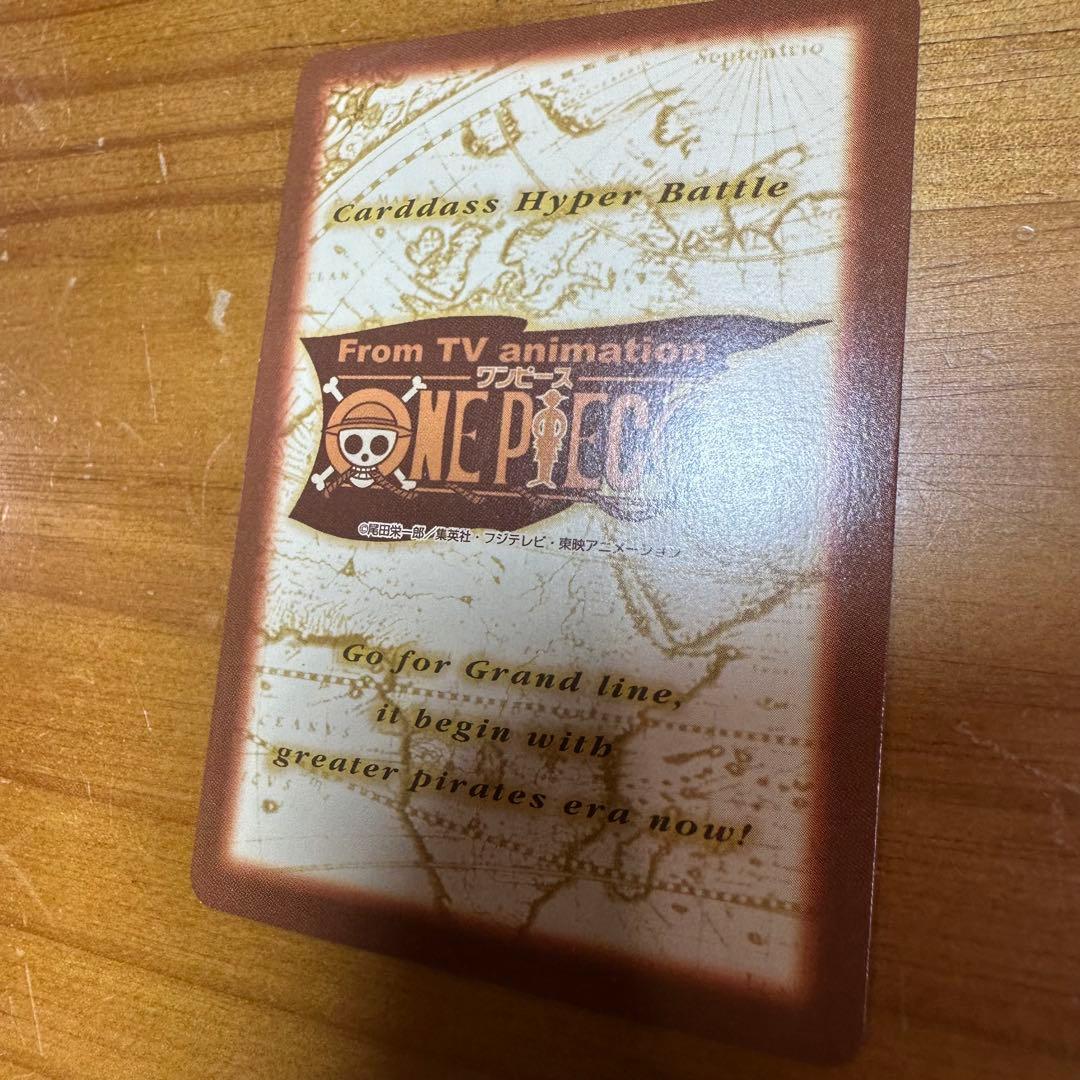 Septentrio
Carddass Hyper Battle
From TV animation
ワンピース
ONE PIECE
©尾田栄一郎／集英社・フジテレビ・東映アニメーション
Go for Grand line,
it begin with
greater pirates era now!